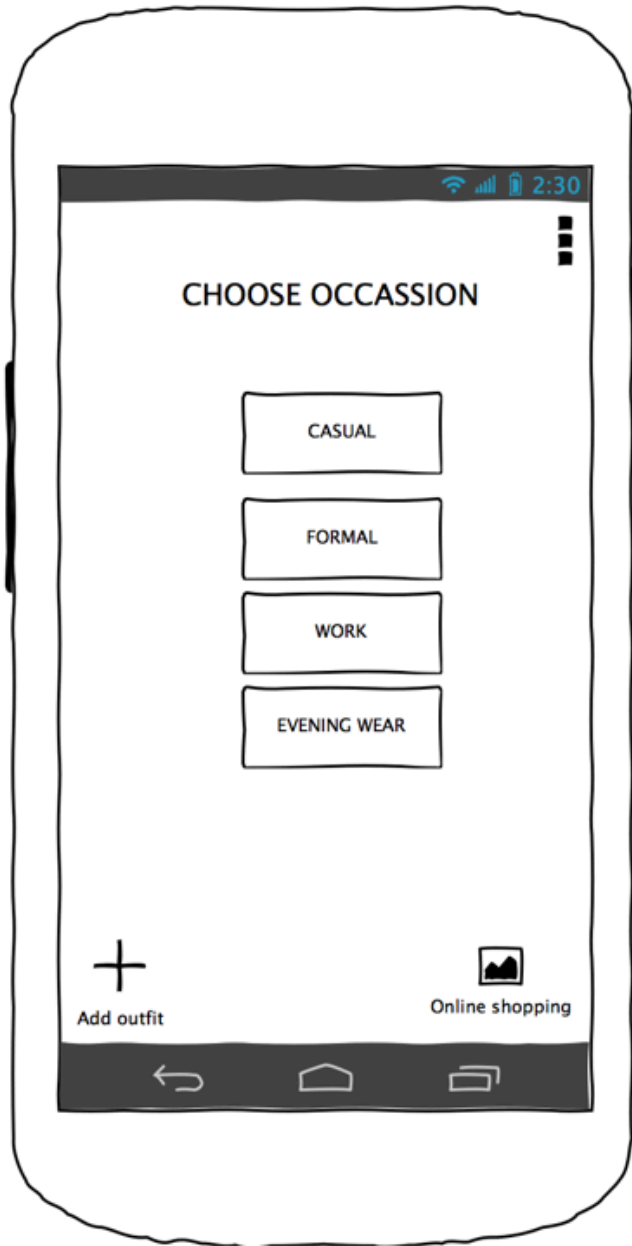 2:30
CHOOSE OCCASSION
CASUAL
FORMAL
WORK
EVENING WEAR
Add outfit
Online shopping